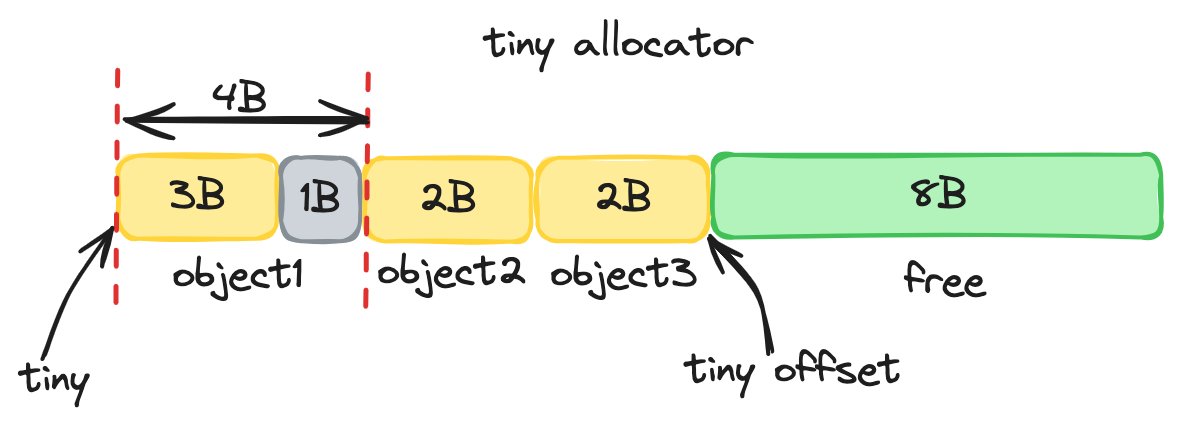 tiny allocator
4B
3B
1B
2B
2B
8B
object1
object2
object3
free
tiny
tiny offset